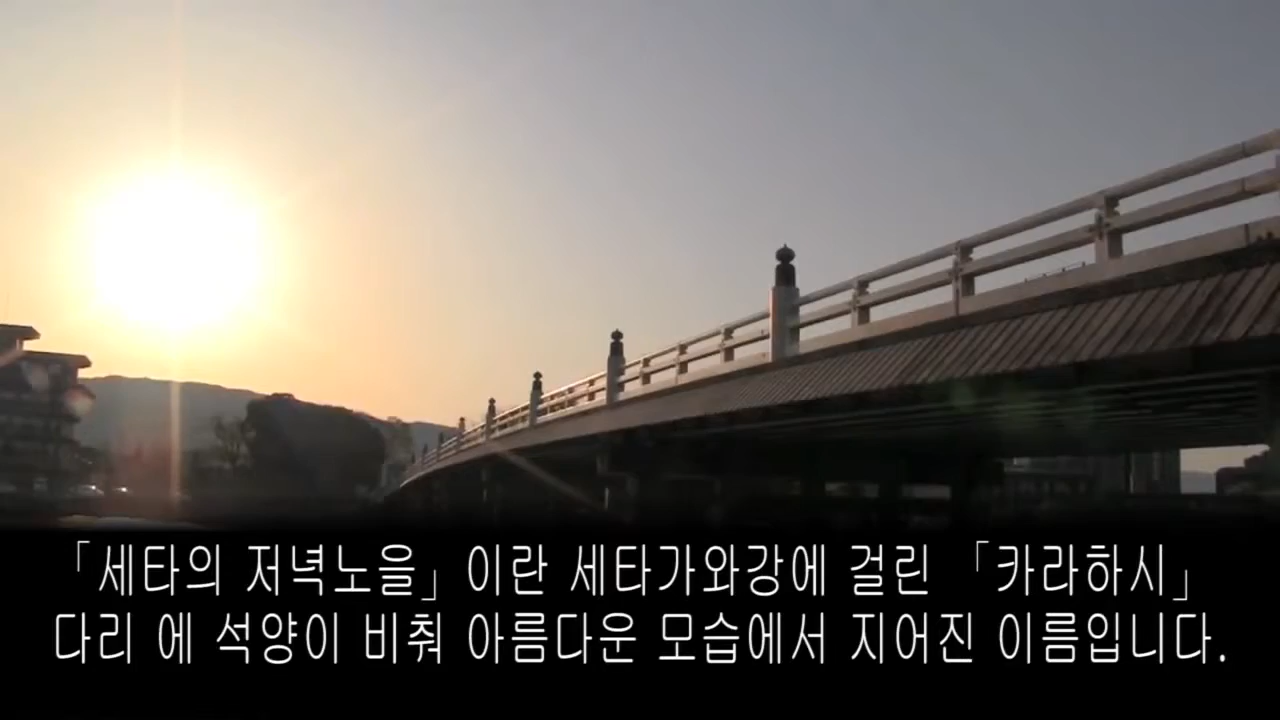 「세타의 저녁노을」이란 세타가와강에 걸린 「카라하시」
다리 에 석양이 비춰 아름다운 모습에서 지어진 이름입니다.